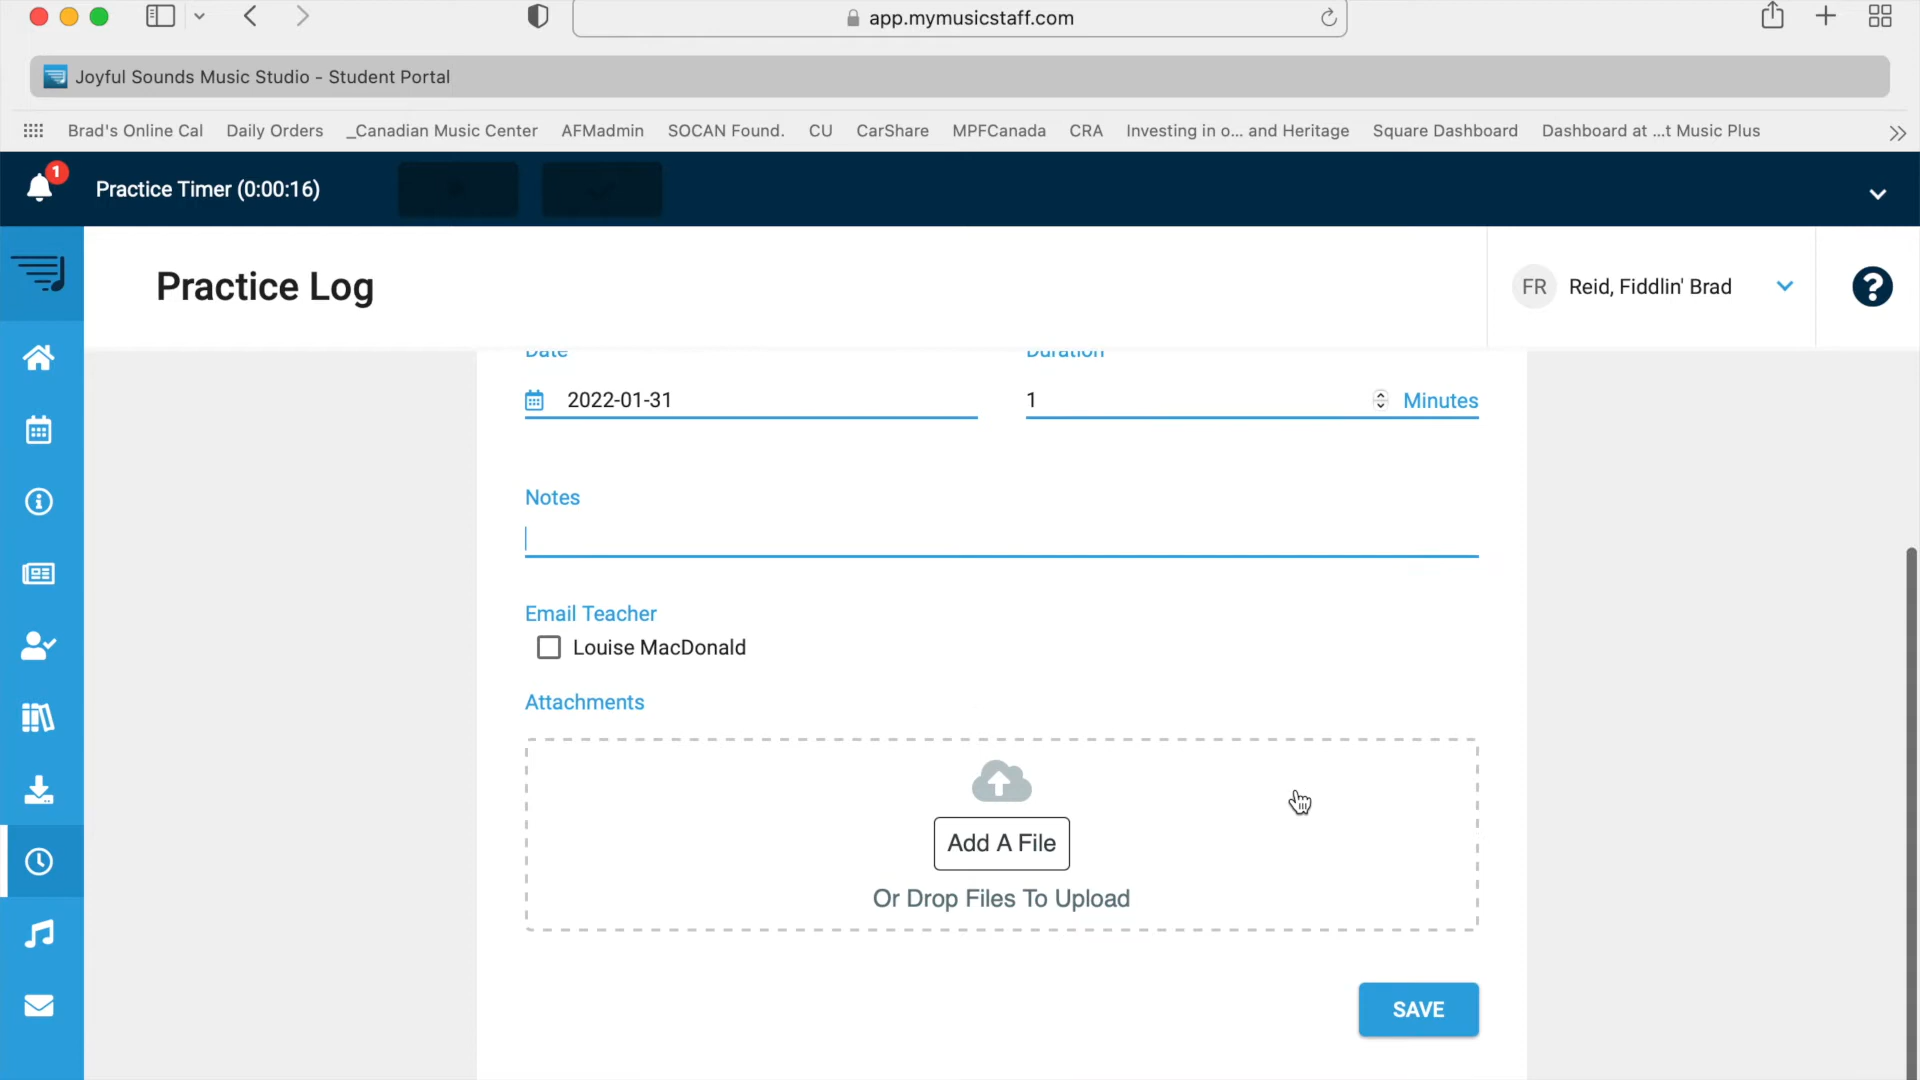 app.mymusicstaff.com
Joyful Sounds Music Studio - Student Portal
Brad's Online Cal Daily Orders _Canadian Music Center AFMadmin SOCAN Found. CU CarShare MPFCanada CRA Investing in o... and Heritage Square Dashboard Dashboard at ...t Music Plus
1
Practice Timer (0:00:16)
Practice Log
FR Reid, Fiddlin' Brad
?
Date Duration
2022-01-31 1 Minutes
Notes
Email Teacher
Louise MacDonald
Attachments
Add A File
Or Drop Files To Upload
SAVE